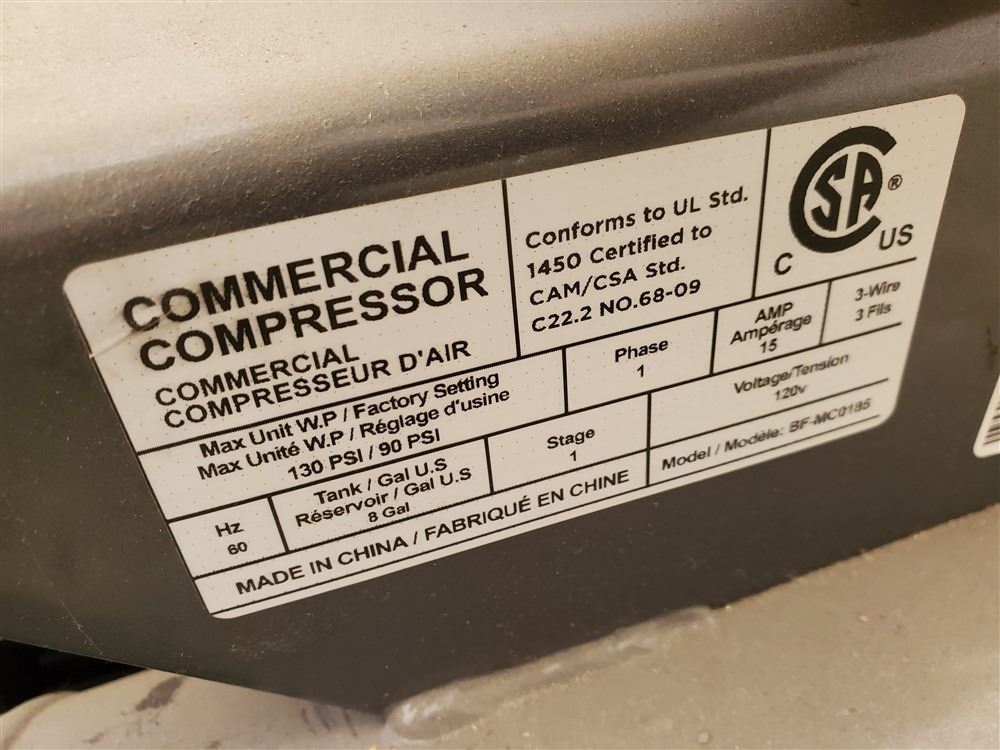 COMMERCIAL
COMPRESSOR
COMMERCIAL
COMPRESSEUR D'AIR
Conforms to UL Std.
1450 Certified to
CAM/CSA Std.
C22.2 NO.68-09
CSA ®
C US
Max Unit W.P / Factory Setting
Max Unité W.P / Réglage d'usine
130 PSI / 90 PSI
Phase
1
AMP
Ampérage
15
3-Wire
3 Fils
Hz
60
Tank / Gal U.S
Réservoir / Gal U.S
8 Gal
Stage
1
Voltage/Tension
120v
MADE IN CHINA / FABRIQUÉ EN CHINE
Model / Modèle: BF-MC0185